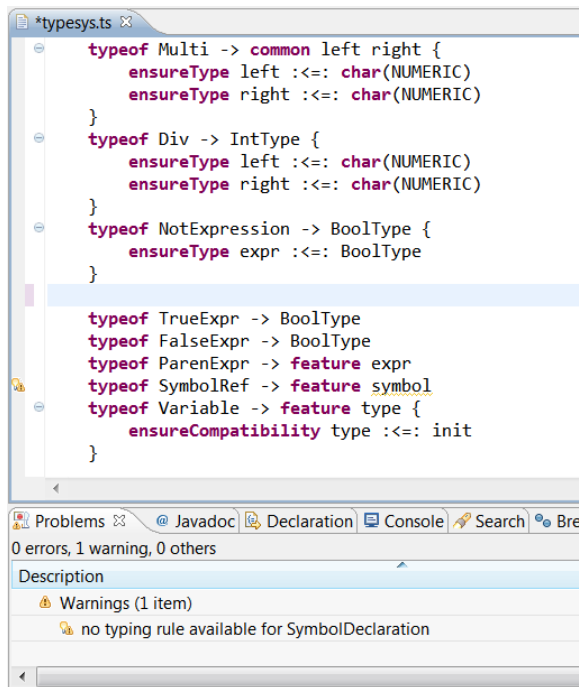 *typesys.ts
typeof Multi -> common left right {
ensureType left :<=: char(NUMERIC)
ensureType right :<=: char(NUMERIC)
}
typeof Div -> IntType {
ensureType left :<=: char(NUMERIC)
ensureType right :<=: char(NUMERIC)
}
typeof NotExpression -> BoolType {
ensureType expr :<=: BoolType
}
typeof TrueExpr -> BoolType
typeof FalseExpr -> BoolType
typeof ParenExpr -> feature expr
typeof SymbolRef -> feature symbol
typeof Variable -> feature type {
ensureCompatibility type :<=: init
}
Problems @ Javadoc Declaration Console Search Bre
0 errors, 1 warning, 0 others
Description
Warnings (1 item)
no typing rule available for SymbolDeclaration